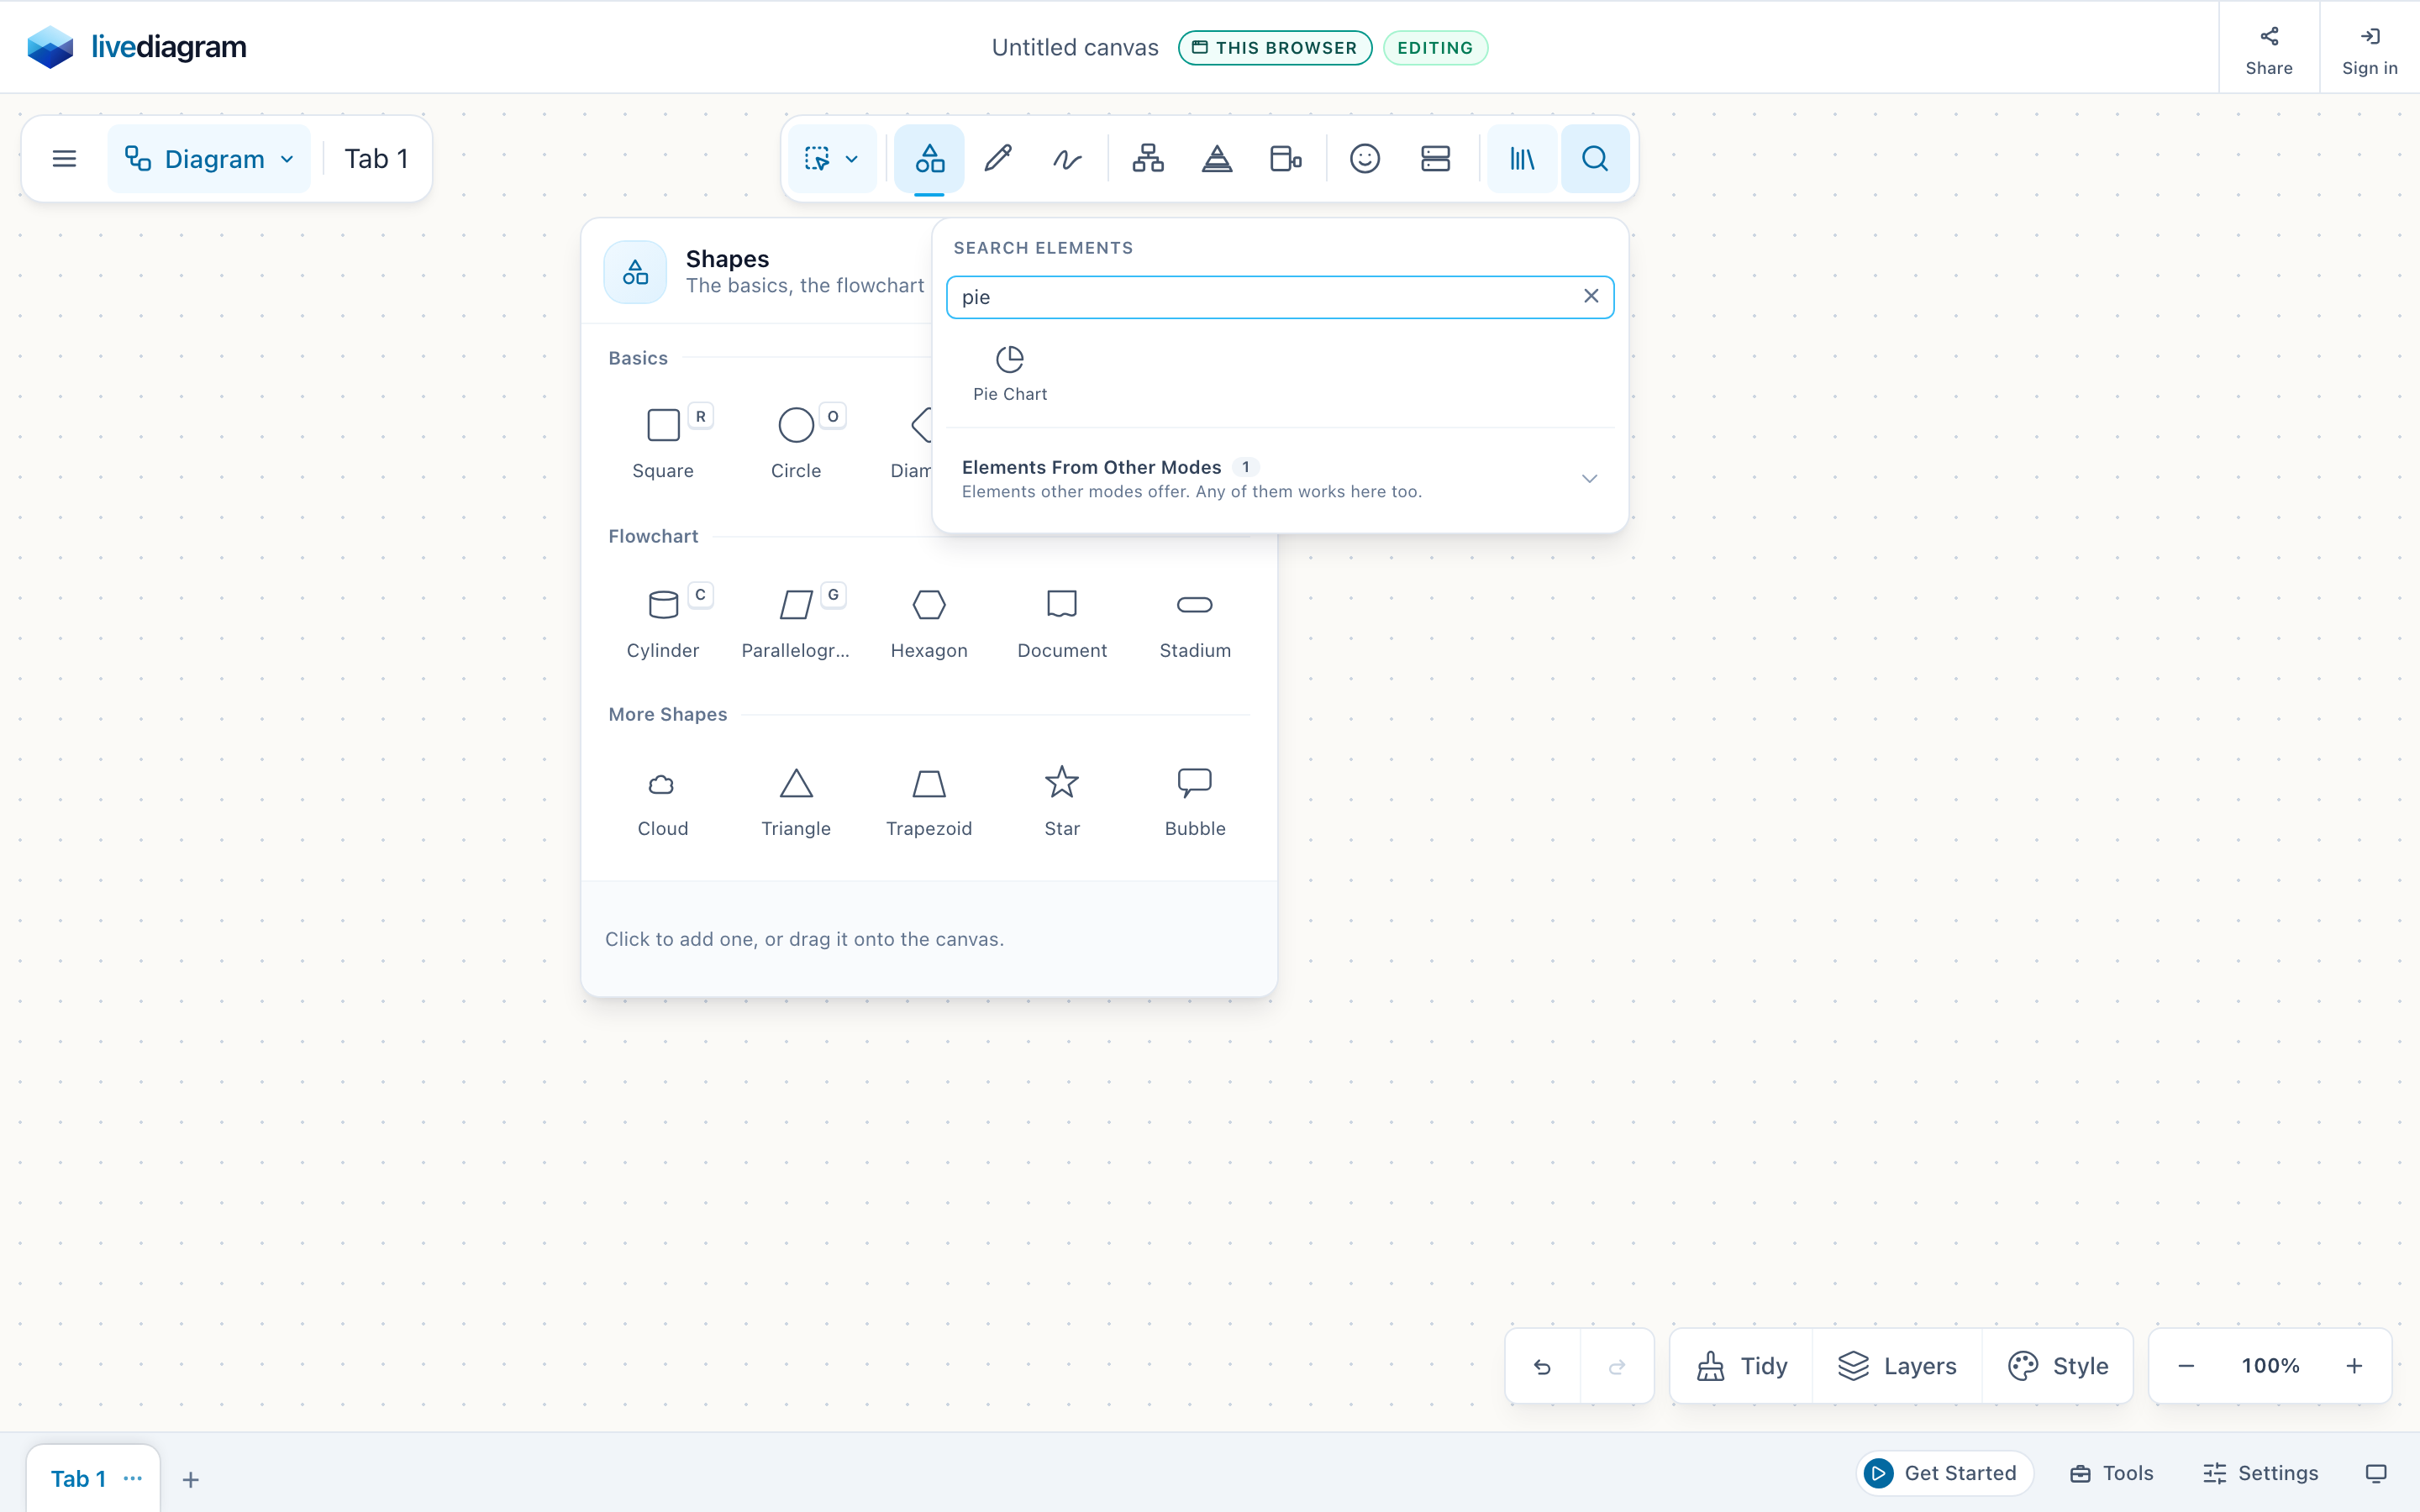 livediagram
Untitled canvas
THIS BROWSER
EDITING
Share
Sign in
Diagram
Tab 1
Shapes
The basics, the flowchart
SEARCH ELEMENTS
pie
Pie Chart
Elements From Other Modes 1
Elements other modes offer. Any of them works here too.
Basics
R
O
Square
Circle
Diam
Flowchart
C
G
Cylinder
Parallelogr...
Hexagon
Document
Stadium
More Shapes
Cloud
Triangle
Trapezoid
Star
Bubble
Click to add one, or drag it onto the canvas.
Tidy
Layers
Style
100%
Tab 1
Get Started
Tools
Settings